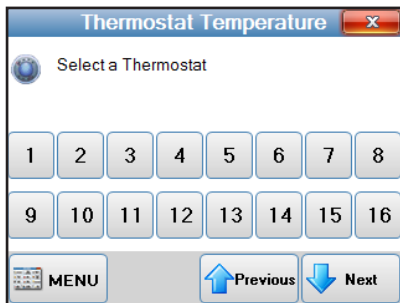 Thermostat Temperature x
Select a Thermostat
1 2 3 4 5 6 7 8
9 10 11 12 13 14 15 16
MENU Previous Next